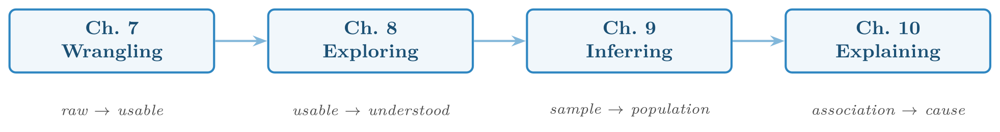 Ch. 7
Wrangling
Ch. 8
Exploring
Ch. 9
Inferring
Ch. 10
Explaining
raw → usable
usable → understood
sample → population
association → cause